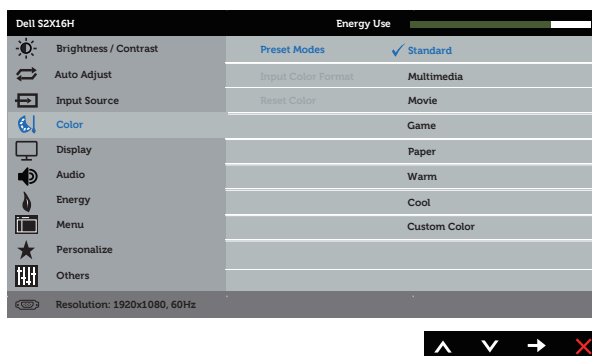 Dell S2X16H Energy Use
Brightness / Contrast Preset Modes Standard
Auto Adjust Input Color Format Multimedia
Input Source Reset Color Movie
Color Game
Display Paper
Audio Warm
Energy Cool
Menu Custom Color
Personalize
Others
Resolution: 1920x1080, 60Hz